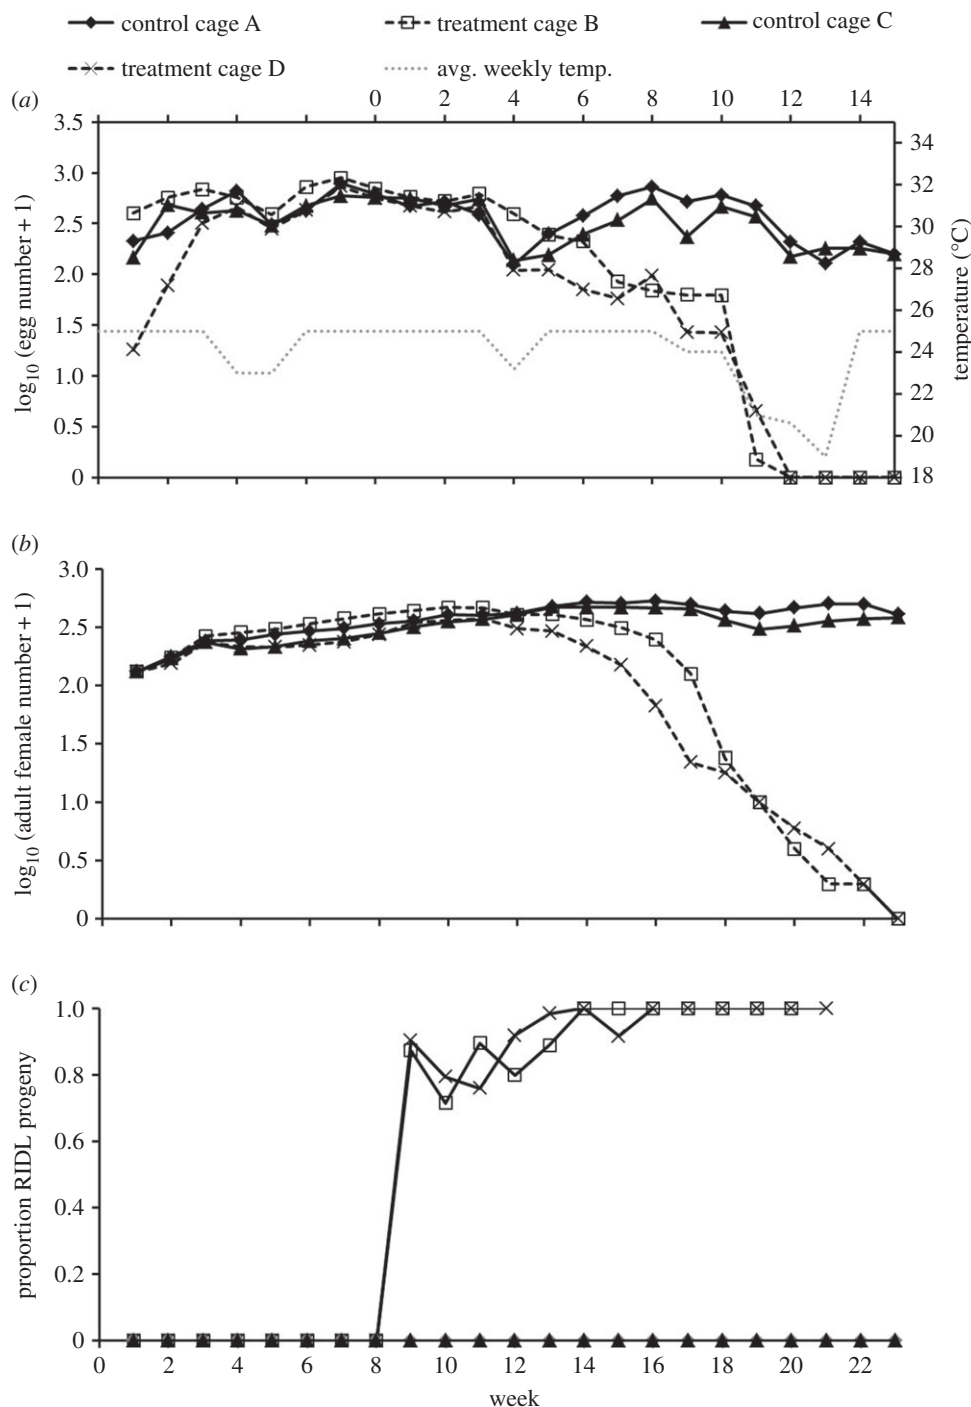 control cage A treatment cage B control cage C
treatment cage D avg. weekly temp.
(a) 0 2 4 6 8 10 12 14
3.5
3.0
2.5
2.0
1.5
1.0
0.5
0
log10 (egg number + 1)
34
32
30
28
26
24
22
20
18
temperature (°C)
(b)
3.0
2.5
2.0
1.5
1.0
0.5
0
log10 (adult female number + 1)
(c)
1.0
0.8
0.6
0.4
0.2
0
proportion RIDL progeny
0 2 4 6 8 10 12 14 16 18 20 22
week